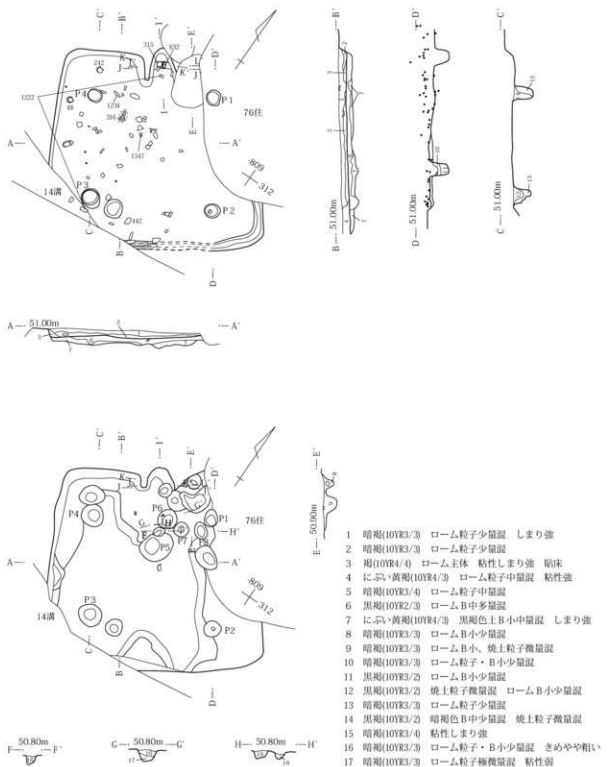 C' B' I' E' D'
315 632
K J L K J
242
1222
P4
48
1234
316
I
P1
76住
E
A A'
1347
809
312
14溝
P3
442
P2
C B D
B' D' C'
B 51.00m D 51.00m C 51.00m
A 51.00m A'
C' B' I' E' D'
K J
P4
P6
H
P7
P5
P1
H'
76住
A A'
809
312
14溝
P3
P2
C B D
E' E 50.90m
1 暗褐(10YR3/3) ローム粒子少量混 しまり強
2 暗褐(10YR3/3) ローム粒子少量混
3 褐(10YR4/4) ローム主体 粘性しまり強 貼床
4 にぶい黄褐(10YR4/3) ローム粒子中量混 粘性強
5 暗褐(10YR3/4) ローム粒子中量混
6 黒褐(10YR2/3) ロームB中多量混
7 にぶい黄褐(10YR4/3) 黒褐色土B小中量混 しまり強
8 暗褐(10YR3/3) ロームB小少量混
9 暗褐(10YR3/3) ロームB小、焼土粒子微量混
10 暗褐(10YR3/3) ローム粒子・B小少量混
11 黒褐(10YR3/2) ロームB小少量混
12 黒褐(10YR3/2) 焼土粒子微量混 ロームB小少量混
13 暗褐(10YR3/3) ローム粒子少量混
14 黒褐(10YR3/2) 暗褐色B中少量混 焼土粒子微量混
15 暗褐(10YR3/4) 粘性しまり強
16 暗褐(10YR3/3) ローム粒子・B小少量混 きめやや粗い
17 暗褐(10YR3/3) ローム粒子極微量混 粘性弱
F 50.80m F' G 50.80m G' H 50.80m H'